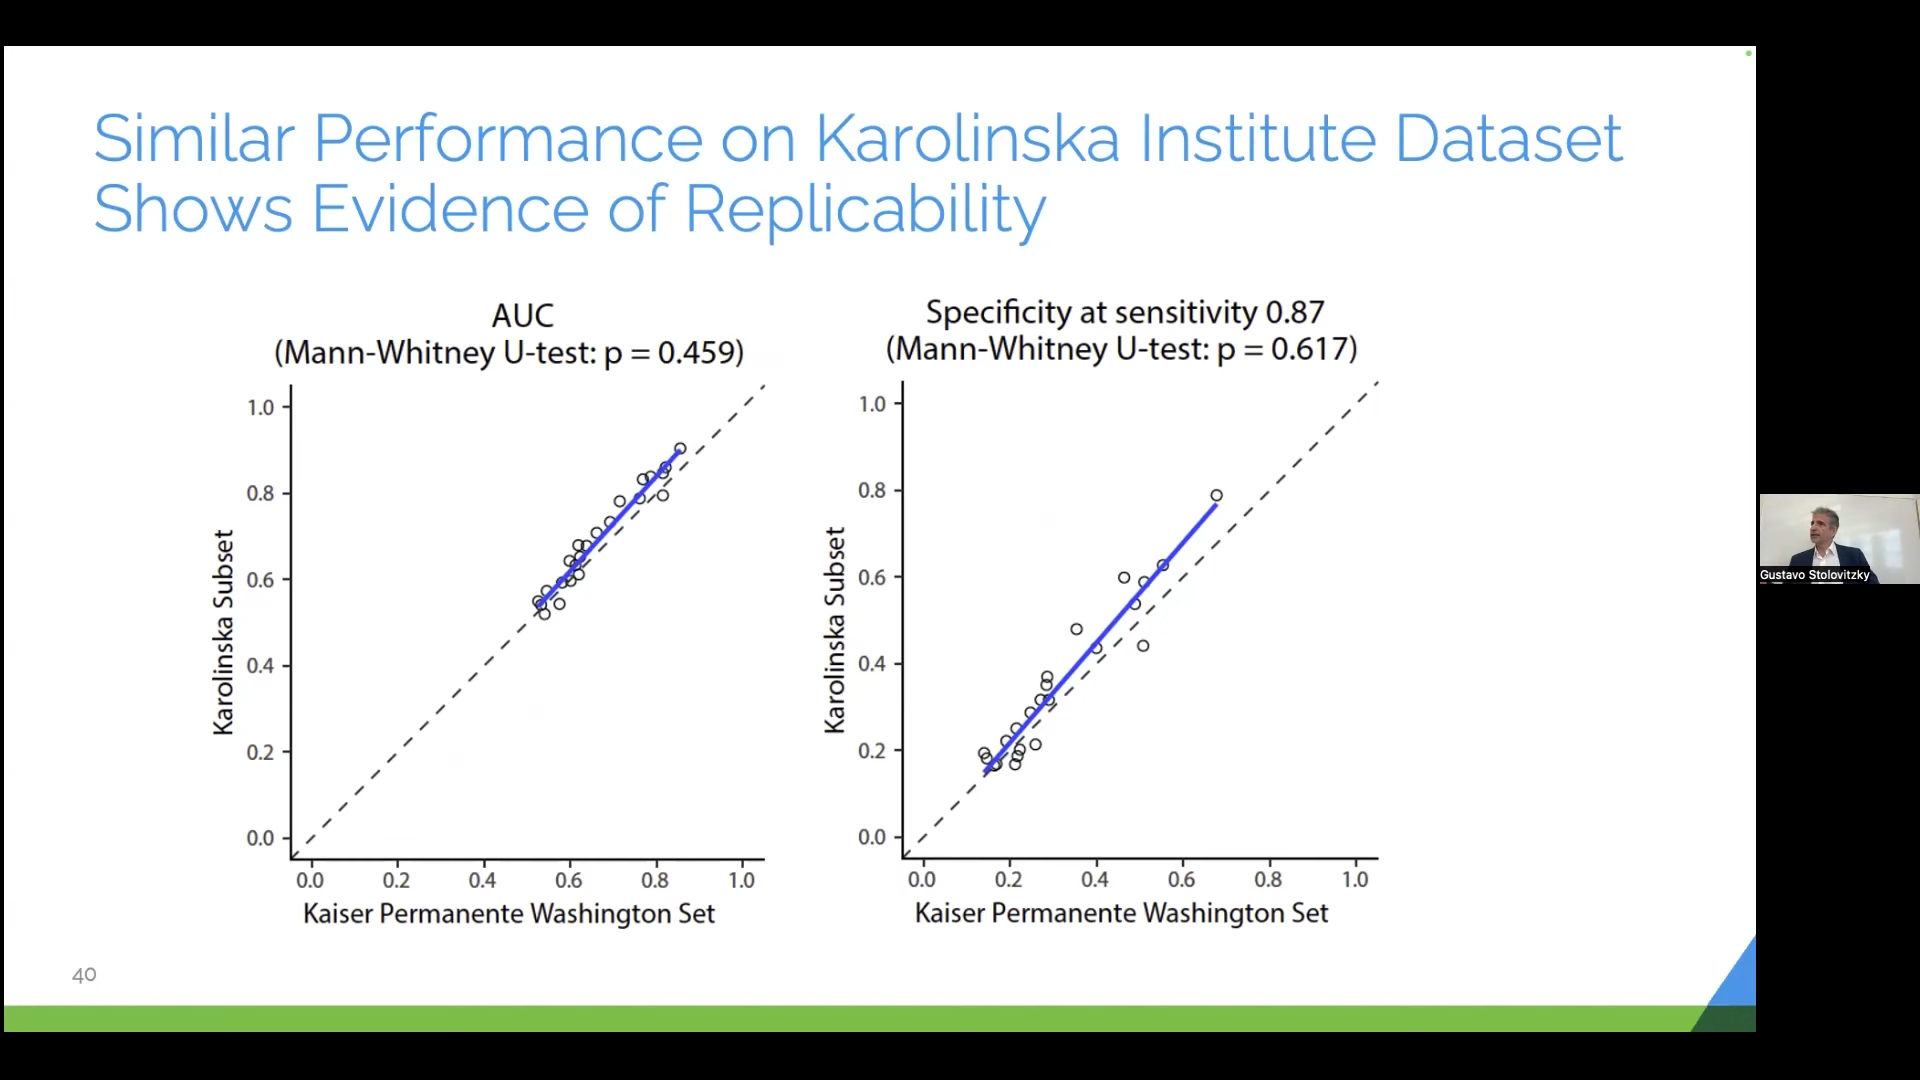 Similar Performance on Karolinska Institute Dataset
Shows Evidence of Replicability
AUC
(Mann-Whitney U-test: p = 0.459)
1.0
0.8
0.6
0.4
0.2
0.0
Karolinska Subset
0.0 0.2 0.4 0.6 0.8 1.0
Kaiser Permanente Washington Set
Specificity at sensitivity 0.87
(Mann-Whitney U-test: p = 0.617)
1.0
0.8
0.6
0.4
0.2
0.0
Karolinska Subset
0.0 0.2 0.4 0.6 0.8 1.0
Kaiser Permanente Washington Set
Gustavo Stolovitzky
40